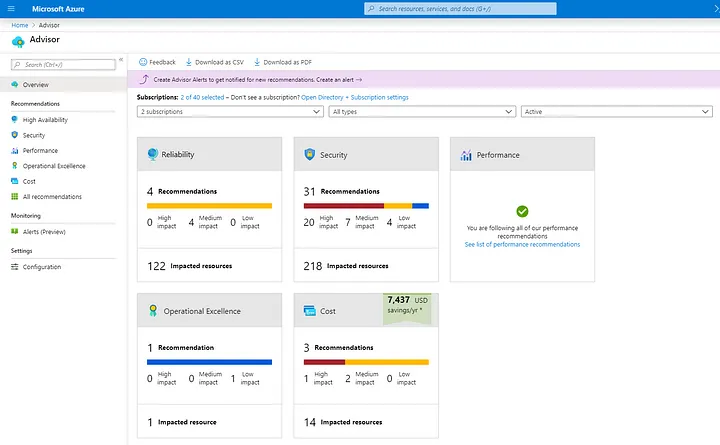 Microsoft Azure
Search resources, services, and docs (G+/)
Home > Advisor
Advisor
Search (Ctrl+/)
«
Overview
Recommendations
High Availability
Security
Performance
Operational Excellence
Cost
All recommendations
Monitoring
Alerts (Preview)
Settings
Configuration
Feedback
Download as CSV
Download as PDF
Create Advisor Alerts to get notified for new recommendations. Create an alert →
Subscriptions: 2 of 40 selected – Don't see a subscription? Open Directory + Subscription settings
2 subscriptions
All types
Active
Reliability
4 Recommendations
0 High impact
4 Medium impact
0 Low impact
122 Impacted resources
Security
31 Recommendations
20 High impact
7 Medium impact
4 Low impact
218 Impacted resources
Performance
You are following all of our performance
recommendations
See list of performance recommendations
Operational Excellence
1 Recommendation
0 High impact
0 Medium impact
1 Low impact
1 Impacted resource
Cost
7,437 USD
savings/yr *
3 Recommendations
1 High impact
2 Medium impact
0 Low impact
14 Impacted resources